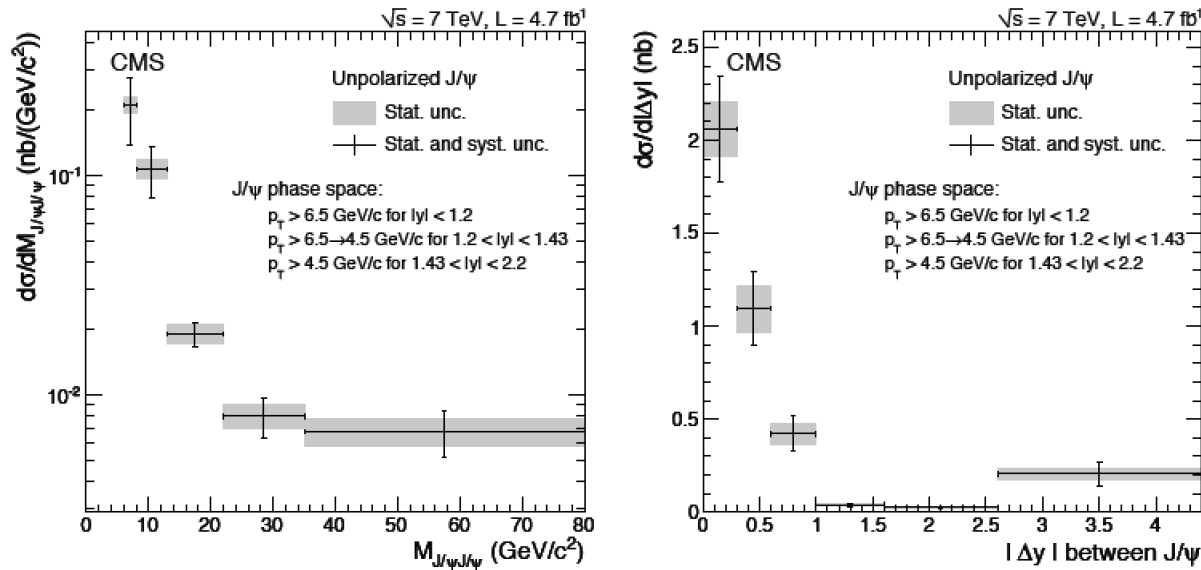 √s = 7 TeV, L = 4.7 fb¹
CMS
Unpolarized J/ψ
Stat. unc.
Stat. and syst. unc.
J/ψ phase space:
p_T > 6.5 GeV/c for |y| < 1.2
p_T > 6.5→4.5 GeV/c for 1.2 < |y| < 1.43
p_T > 4.5 GeV/c for 1.43 < |y| < 2.2
dσ/dM_J/ψJ/ψ (nb/(GeV/c²))
10⁻¹
10⁻²
0 10 20 30 40 50 60 70 80
M_J/ψJ/ψ (GeV/c²)
√s = 7 TeV, L = 4.7 fb¹
CMS
Unpolarized J/ψ
Stat. unc.
Stat. and syst. unc.
J/ψ phase space:
p_T > 6.5 GeV/c for |y| < 1.2
p_T > 6.5→4.5 GeV/c for 1.2 < |y| < 1.43
p_T > 4.5 GeV/c for 1.43 < |y| < 2.2
dσ/d|Δy| (nb)
2.5
2
1.5
1
0.5
0
0 0.5 1 1.5 2 2.5 3 3.5 4
| Δy | between J/ψ